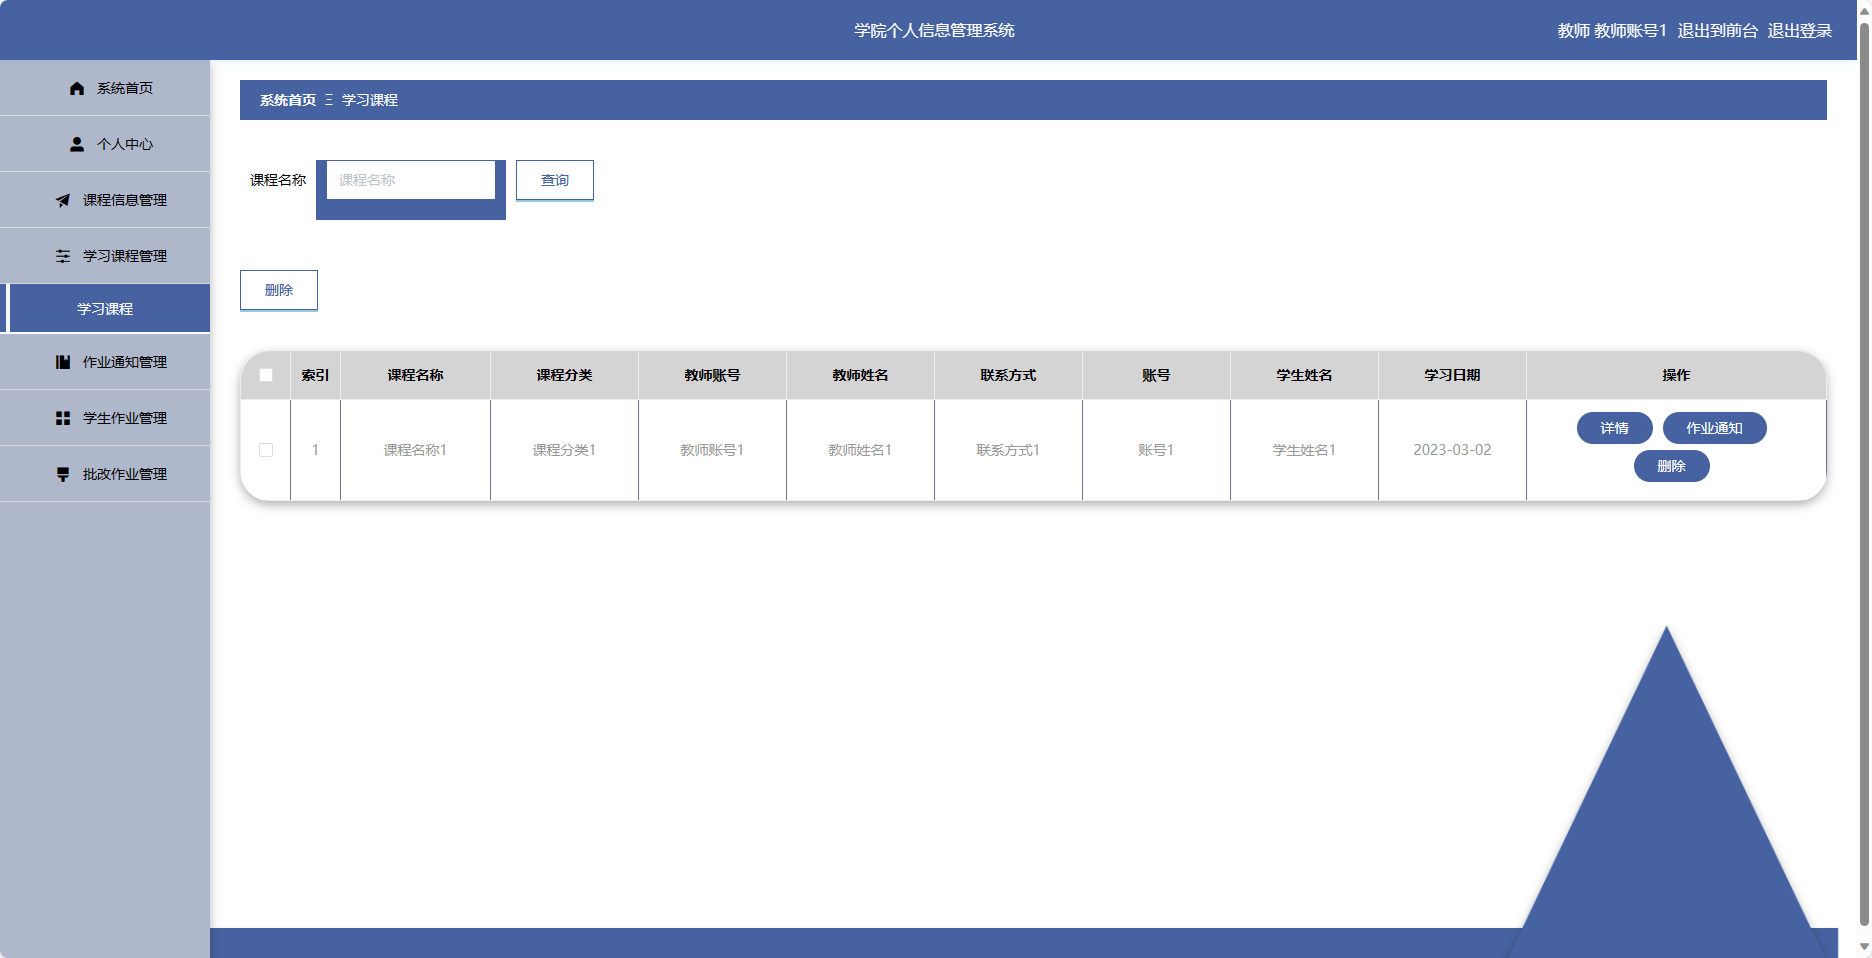 学院个人信息管理系统
教师 教师账号1 退出到前台 退出登录
系统首页
个人中心
课程信息管理
学习课程管理
学习课程
作业通知管理
学生作业管理
批改作业管理
系统首页 Ξ 学习课程
课程名称 课程名称 查询
删除
索引 课程名称 课程分类 教师账号 教师姓名 联系方式 账号 学生姓名 学习日期 操作
1 课程名称1 课程分类1 教师账号1 教师姓名1 联系方式1 账号1 学生姓名1 2023-03-02 详情 作业通知
删除